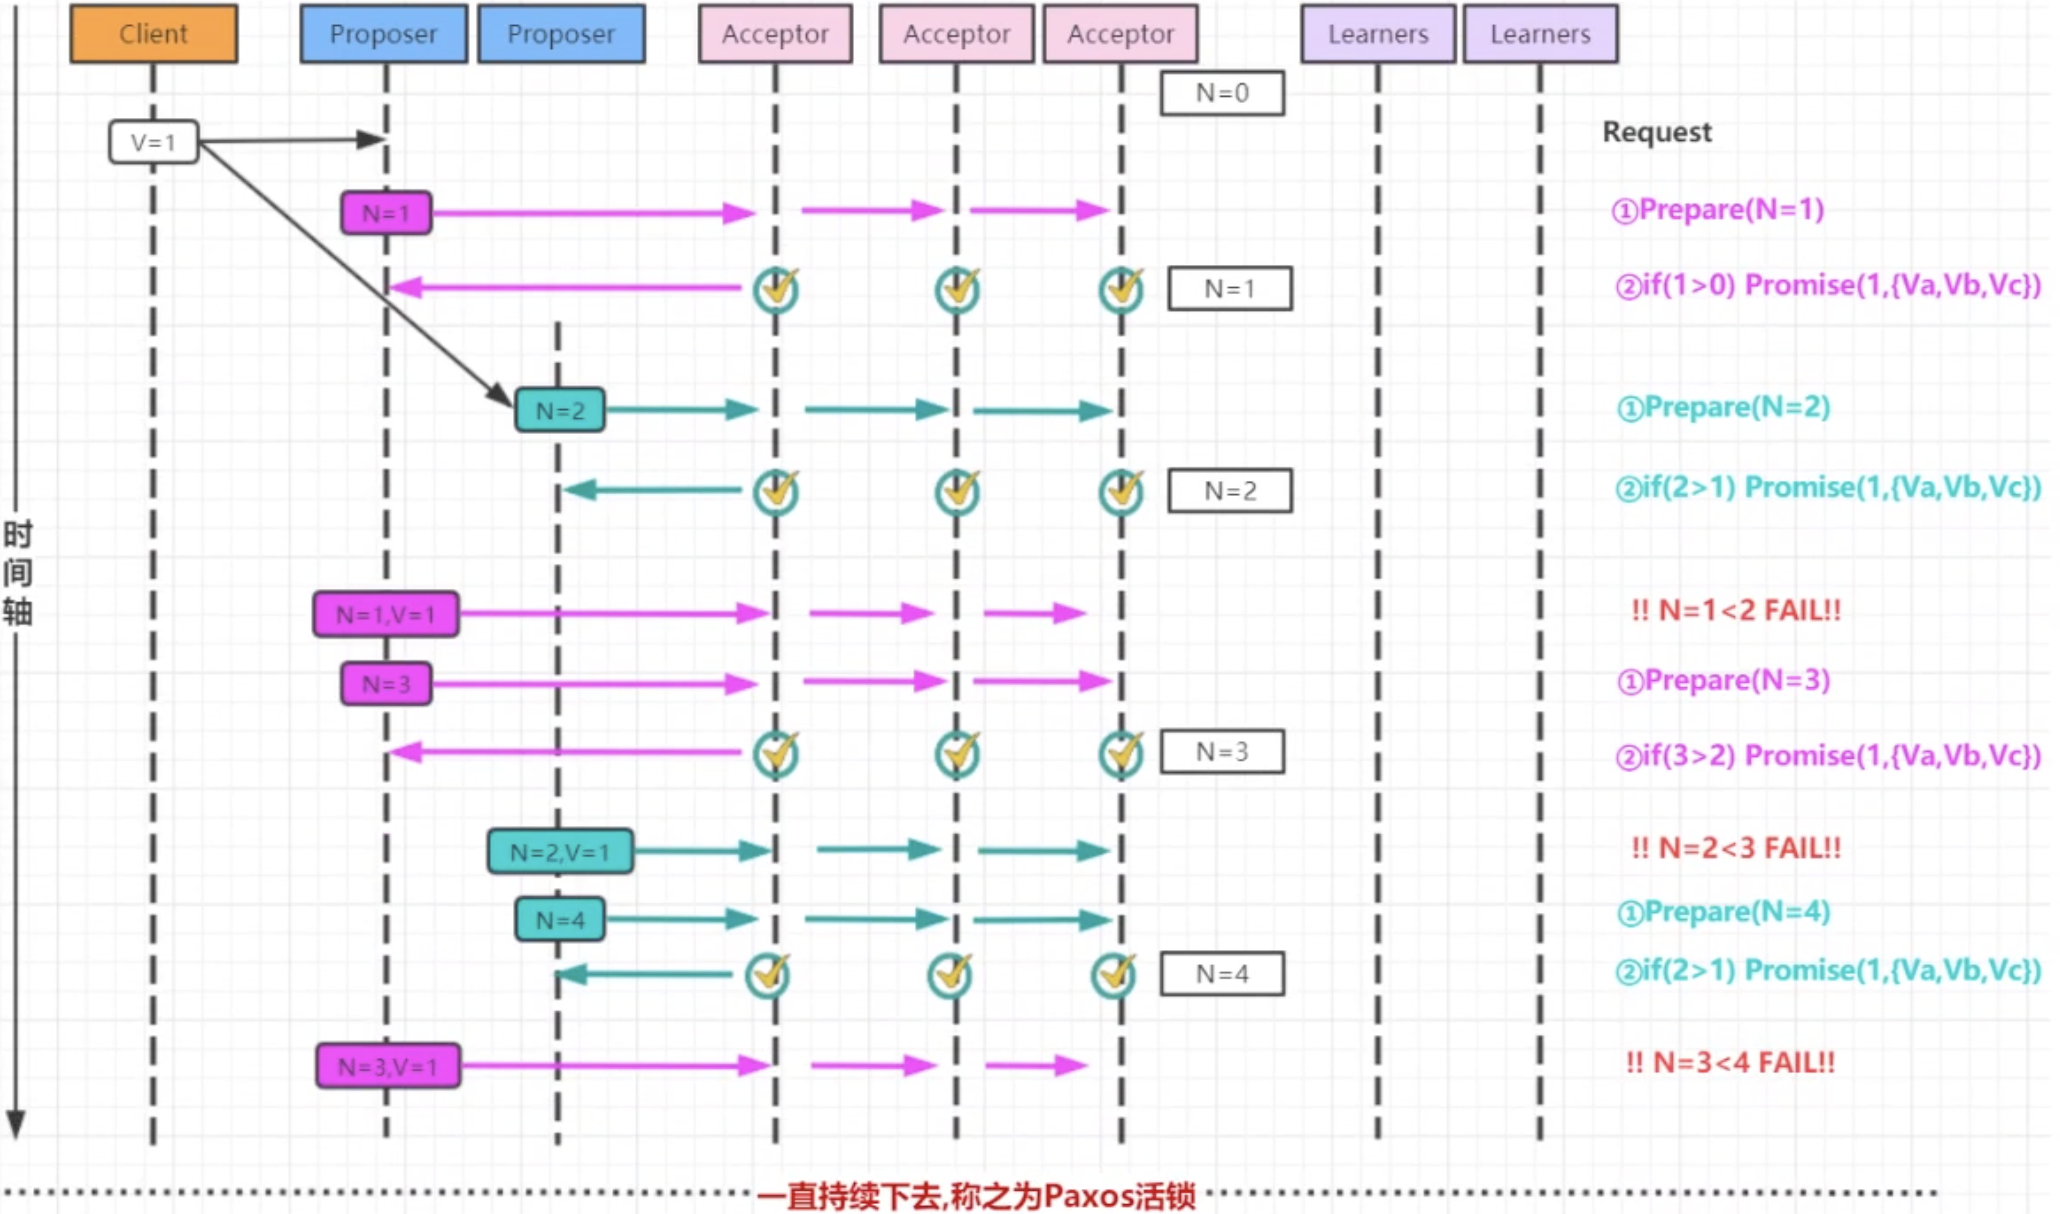 Client
Proposer
Proposer
Acceptor
Acceptor
Acceptor
Learners
Learners
N=0
V=1
Request
N=1
①Prepare(N=1)
N=1
②if(1>0) Promise(1,{Va,Vb,Vc})
N=2
①Prepare(N=2)
N=2
②if(2>1) Promise(1,{Va,Vb,Vc})
时间轴
N=1,V=1
!! N=1<2 FAIL!!
N=3
①Prepare(N=3)
N=3
②if(3>2) Promise(1,{Va,Vb,Vc})
N=2,V=1
!! N=2<3 FAIL!!
N=4
①Prepare(N=4)
N=4
②if(2>1) Promise(1,{Va,Vb,Vc})
N=3,V=1
!! N=3<4 FAIL!!
一直持续下去,称之为Paxos活锁